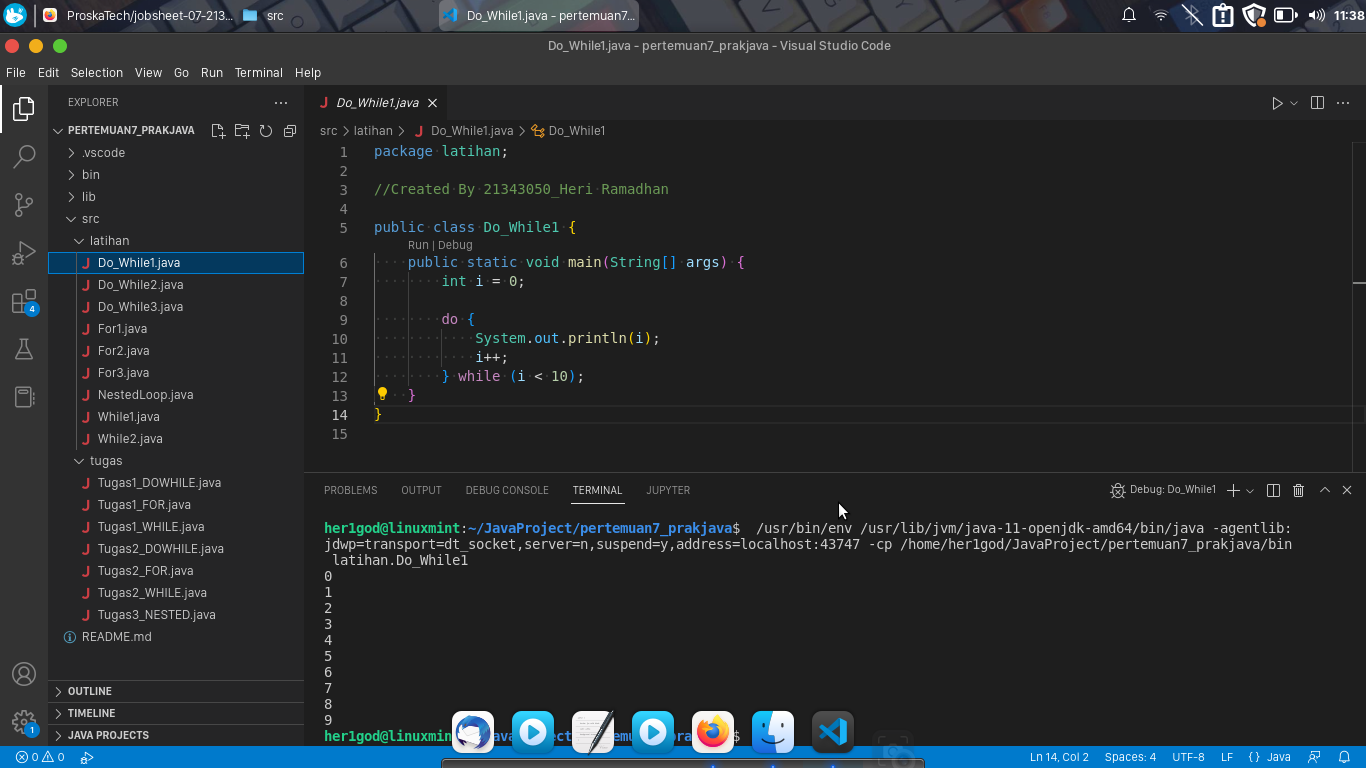 ProskaTech/jobsheet-07-213...
src
Do_While1.java - pertemuan7...
11:38
Do_While1.java - pertemuan7_prakjava - Visual Studio Code
File Edit Selection View Go Run Terminal Help
EXPLORER
PERTEMUAN7_PRAKJAVA
.vscode
bin
lib
src
latihan
Do_While1.java
Do_While2.java
Do_While3.java
For1.java
For2.java
For3.java
NestedLoop.java
While1.java
While2.java
tugas
Tugas1_DOWHILE.java
Tugas1_FOR.java
Tugas1_WHILE.java
Tugas2_DOWHILE.java
Tugas2_FOR.java
Tugas2_WHILE.java
Tugas3_NESTED.java
README.md
OUTLINE
TIMELINE
JAVA PROJECTS
4
1
Do_While1.java
src > latihan > Do_While1.java > Do_While1
1 package latihan;
2
3 //Created By 21343050_Heri Ramadhan
4
5 public class Do_While1 {
Run | Debug
6 public static void main(String[] args) {
7 int i = 0;
8
9 do {
10 System.out.println(i);
11 i++;
12 } while (i < 10);
13 }
14 }
15
PROBLEMS OUTPUT DEBUG CONSOLE TERMINAL JUPYTER
Debug: Do_While1
her1god@linuxmint:~/JavaProject/pertemuan7_prakjava$ /usr/bin/env /usr/lib/jvm/java-11-openjdk-amd64/bin/java -agentlib:
jdwp=transport=dt_socket,server=n,suspend=y,address=localhost:43747 -cp /home/her1god/JavaProject/pertemuan7_prakjava/bin
latihan.Do_While1
0
1
2
3
4
5
6
7
8
9
0 0
Ln 14, Col 2 Spaces: 4 UTF-8 LF { } Java